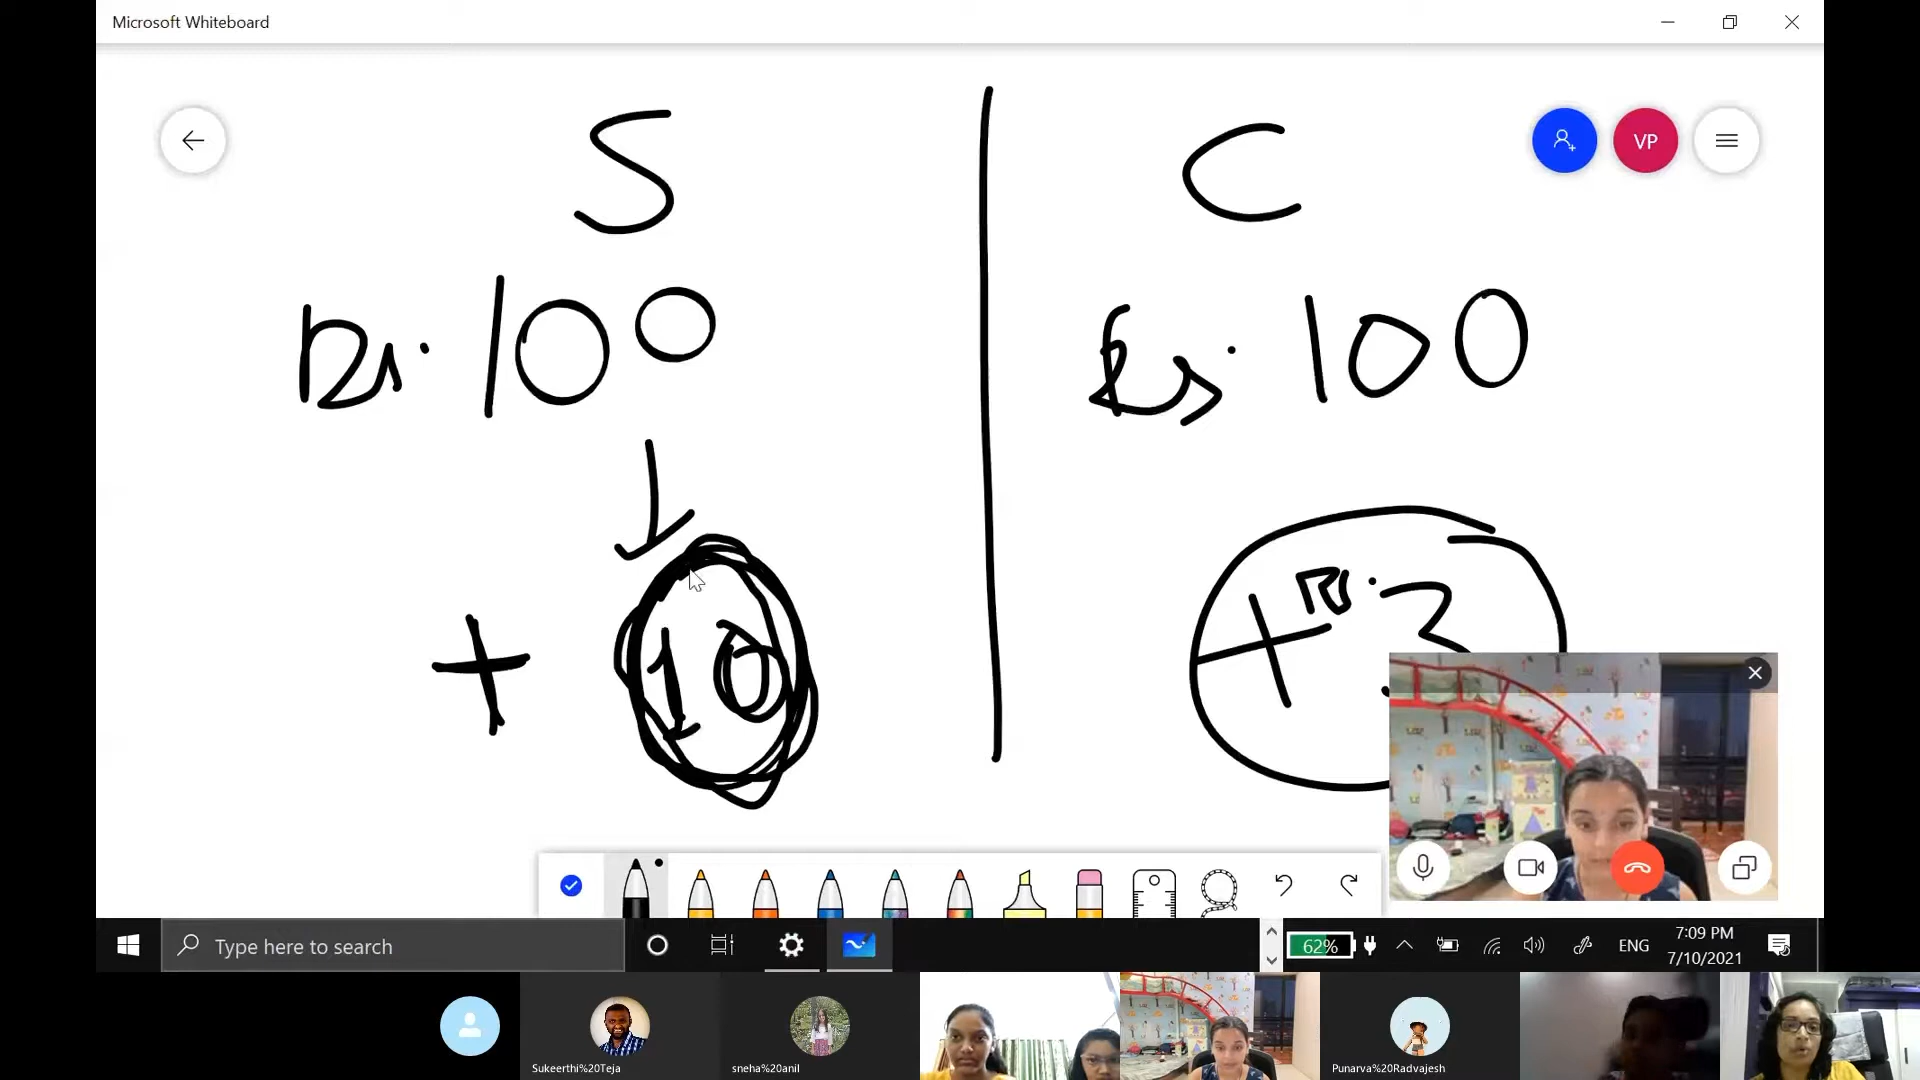 Microsoft Whiteboard
S C
VP
Rs. 100 Rs. 100
+ 10 + Rs. 3
Type here to search
62%
ENG
7:09 PM
7/10/2021
Sukeerthi%20Teja
sneha%20anil
Punarva%20Radvajesh